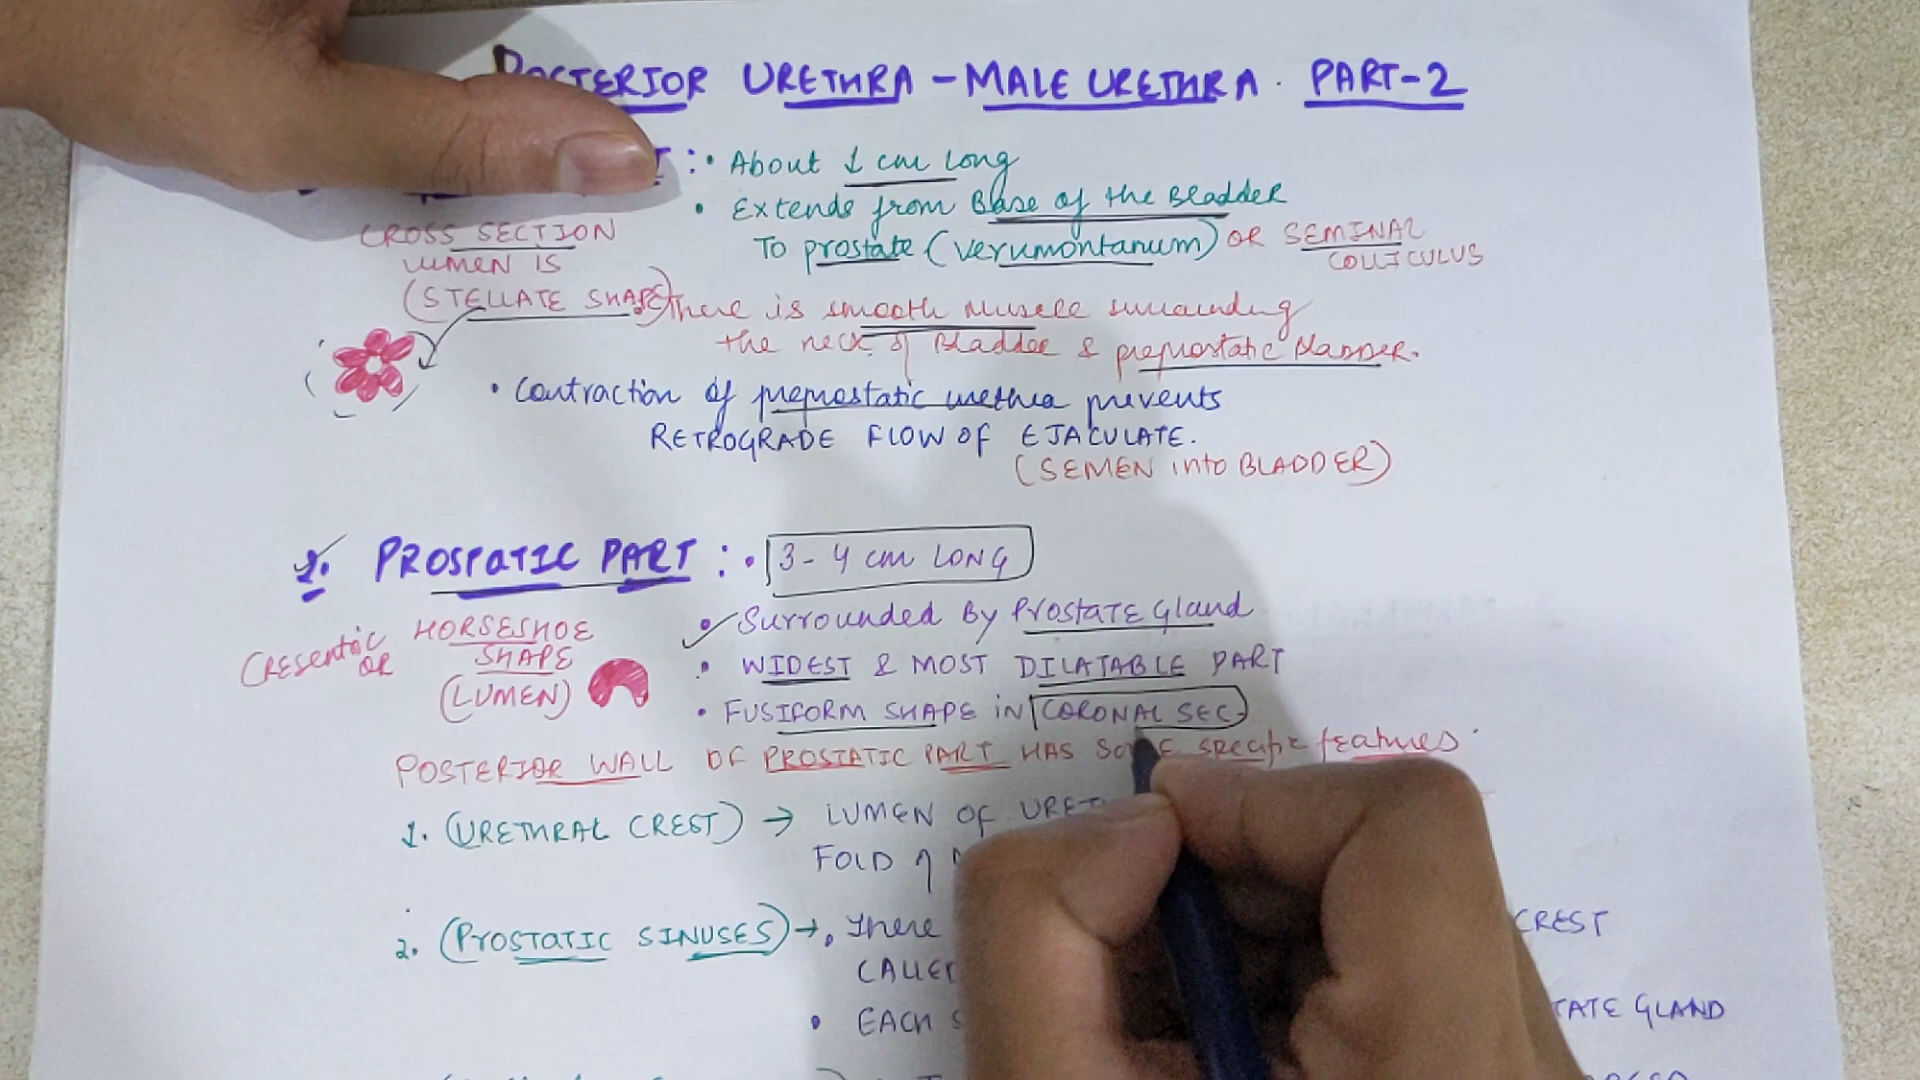 POSTERIOR URETHRA - MALE URETHRA. PART-2
: • About 1 cm long
• Extends from Base of the Bladder
To prostate (verumontanum) OR SEMINAL
COLLICULUS
CROSS SECTION
LUMEN IS
(STELLATE SHAPE)
• There is smooth muscle surrounding
the neck of Bladder & preprostatic Bladder.
• Contraction of preprostatic urethra prevents
RETROGRADE FLOW OF EJACULATE.
(SEMEN into BLADDER)
2. PROSTATIC PART : • 3-4 cm LONG
• Surrounded By Prostate Gland
Cresentic OR HORSESHOE
SHAPE
(LUMEN)
• WIDEST & MOST DILATABLE PART
• FUSIFORM SHAPE in CORONAL SEC.
POSTERIOR WALL OF PROSTATIC PART HAS SOME specific features.
1. (URETHRAL CREST) → LUMEN OF URET
FOLD of
2. (Prostatic SINUSES) → • There CREST
CALLED
• EACH S TATE GLAND